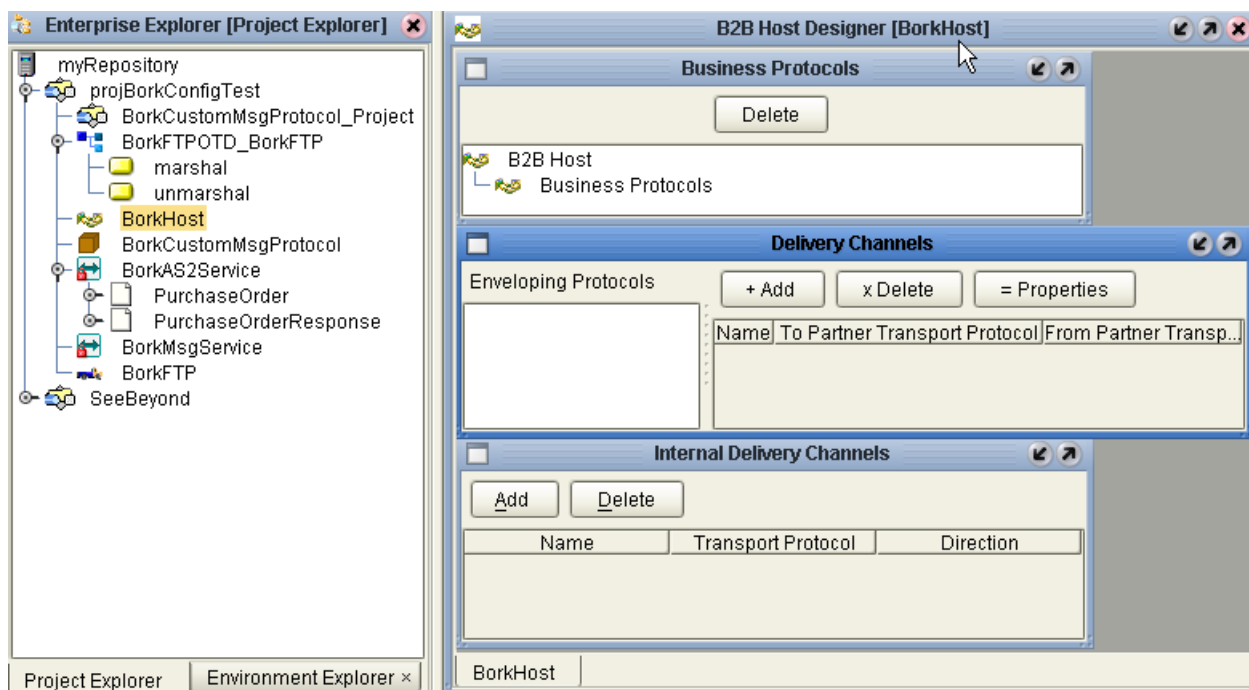 Enterprise Explorer [Project Explorer]
myRepository
projBorkConfigTest
BorkCustomMsgProtocol_Project
BorkFTPOTD_BorkFTP
marshal
unmarshal
BorkHost
BorkCustomMsgProtocol
BorkAS2Service
PurchaseOrder
PurchaseOrderResponse
BorkMsgService
BorkFTP
SeeBeyond
Project Explorer
Environment Explorer ×
B2B Host Designer [BorkHost]
Business Protocols
Delete
B2B Host
Business Protocols
Delivery Channels
Enveloping Protocols
+ Add
x Delete
= Properties
Name
To Partner Transport Protocol
From Partner Transp...
Internal Delivery Channels
Add
Delete
Name
Transport Protocol
Direction
BorkHost